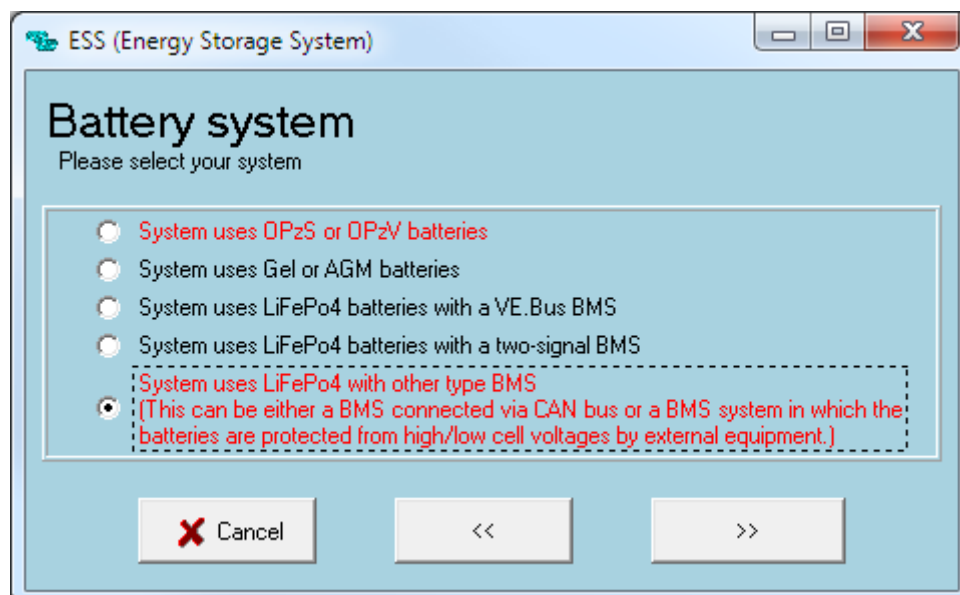 ESS (Energy Storage System)
Battery system
Please select your system
System uses OPzS or OPzV batteries
System uses Gel or AGM batteries
System uses LiFePo4 batteries with a VE.Bus BMS
System uses LiFePo4 batteries with a two-signal BMS
System uses LiFePo4 with other type BMS
(This can be either a BMS connected via CAN bus or a BMS system in which the
batteries are protected from high/low cell voltages by external equipment.)
Cancel
<<
>>